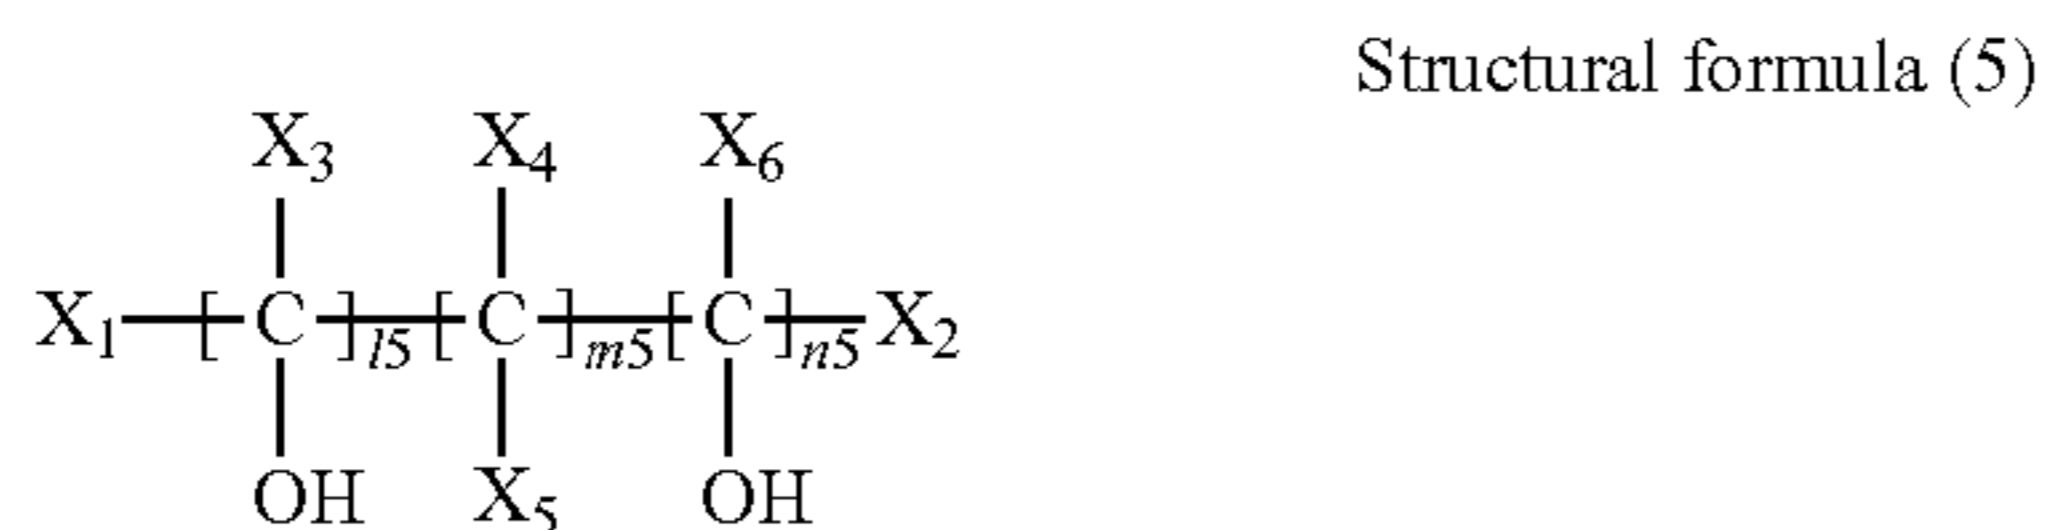 Structural formula (5)
X3 X4 X6
X1 [ C ]l5 [ C ]m5 [ C ]n5 X2
OH X5 OH